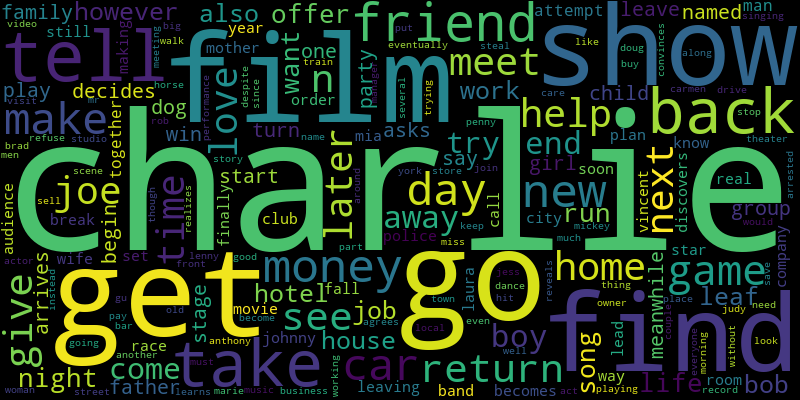 family
however
also
offer
friend
leave
named
man
video
still
big
singing
tell
film
show
making
year
attempt
walk
meeting
mother
want
one
party
eventually
put
steal
like
doug
buy
convinces
along
play
decides
love
n
train
despite
since
order
meet
work
child
care
carmen
drive
visit
mr
horse
dog
performance
manager
several
trying
make
together
rob
win
turn
mia
asks
penny
help
back
brad
men
refuse
studio
name
try
end
plan
know
stop
theater
charlie
story
york
store
join
say
girl
soon
discovers
joe
time
start
later
day
new
next
real
arrested
audience
scene
sell
though
realizes
finally
club
around
away
call
keep
city
run
vincent
group
would
break
begin
part
police
miss
mickey
much
star
company
actor
wife
set
lenny
front
good
money
go
home
meanwhile
game
save
give
arrives
instead
get
gu
old
hotel
fall
laura
jess
dance
hit
town
reveals
thing
owner
place
leaf
pay
bar
stage
movie
become
agrees
job
see
even
boy
find
couple
judy
need
going
race
anthony
johnny
house
local
song
lead
everyone
morning
without
look
another
come
take
must
car
return
well
way
life
room
bob
night
father
learns
marie
music
business
working
leaving
band
becomes
act
playing
record
woman
street